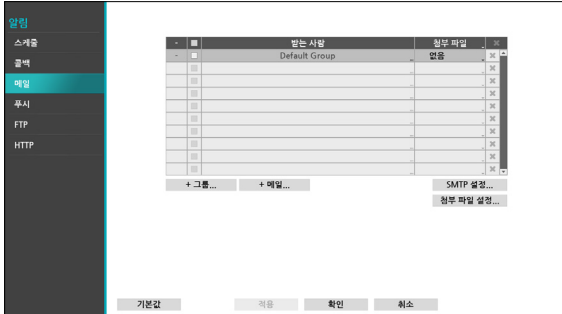 알림
스케줄
콜백
메일
푸시
FTP
HTTP
- 받는 사람 첨부 파일
- Default Group 없음
+ 그룹... + 메일...
SMTP 설정...
첨부 파일 설정...
기본값 적용 확인 취소